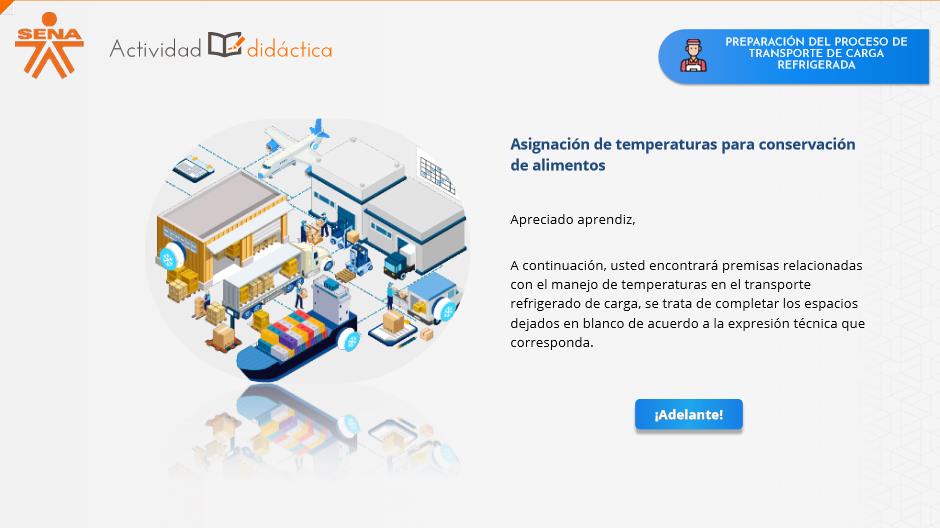 SENA
Actividad didáctica
PREPARACIÓN DEL PROCESO DE
TRANSPORTE DE CARGA
REFRIGERADA
Asignación de temperaturas para conservación
de alimentos
Apreciado aprendiz,
A continuación, usted encontrará premisas relacionadas
con el manejo de temperaturas en el transporte
refrigerado de carga, se trata de completar los espacios
dejados en blanco de acuerdo a la expresión técnica que
corresponda.
¡Adelante!